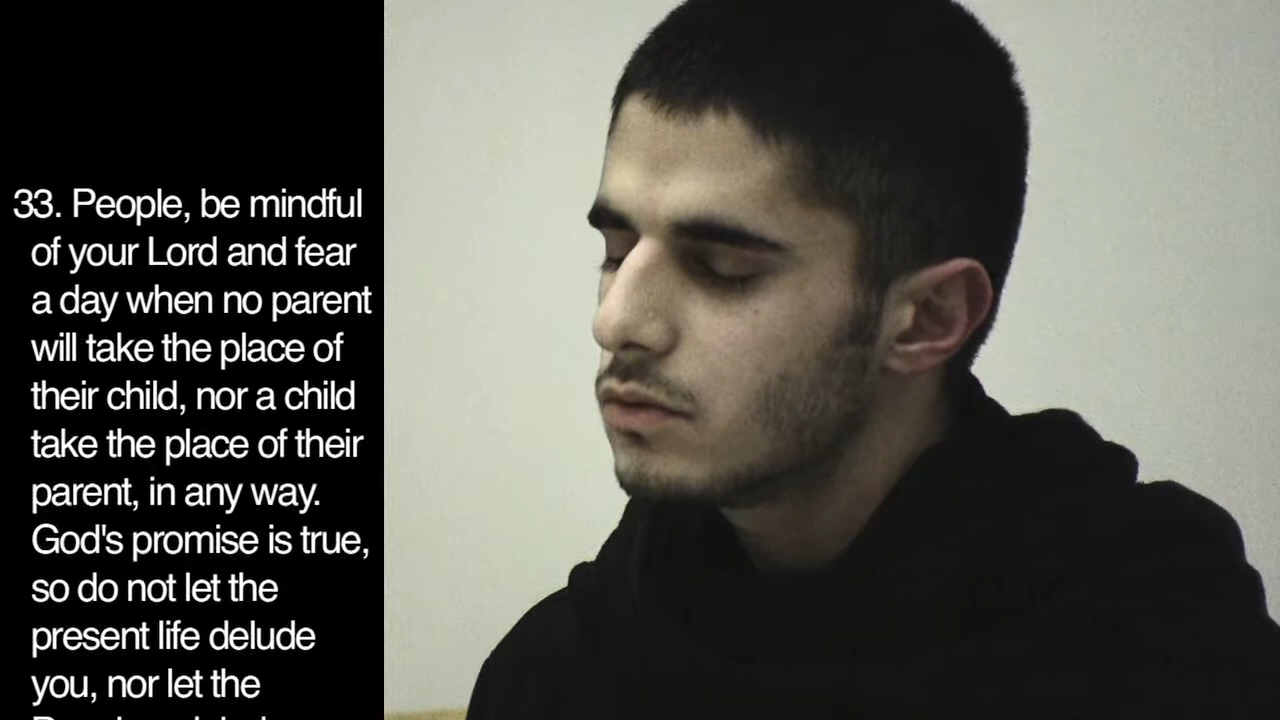 33. People, be mindful
of your Lord and fear
a day when no parent
will take the place of
their child, nor a child
take the place of their
parent, in any way.
God's promise is true,
so do not let the
present life delude
you, nor let the